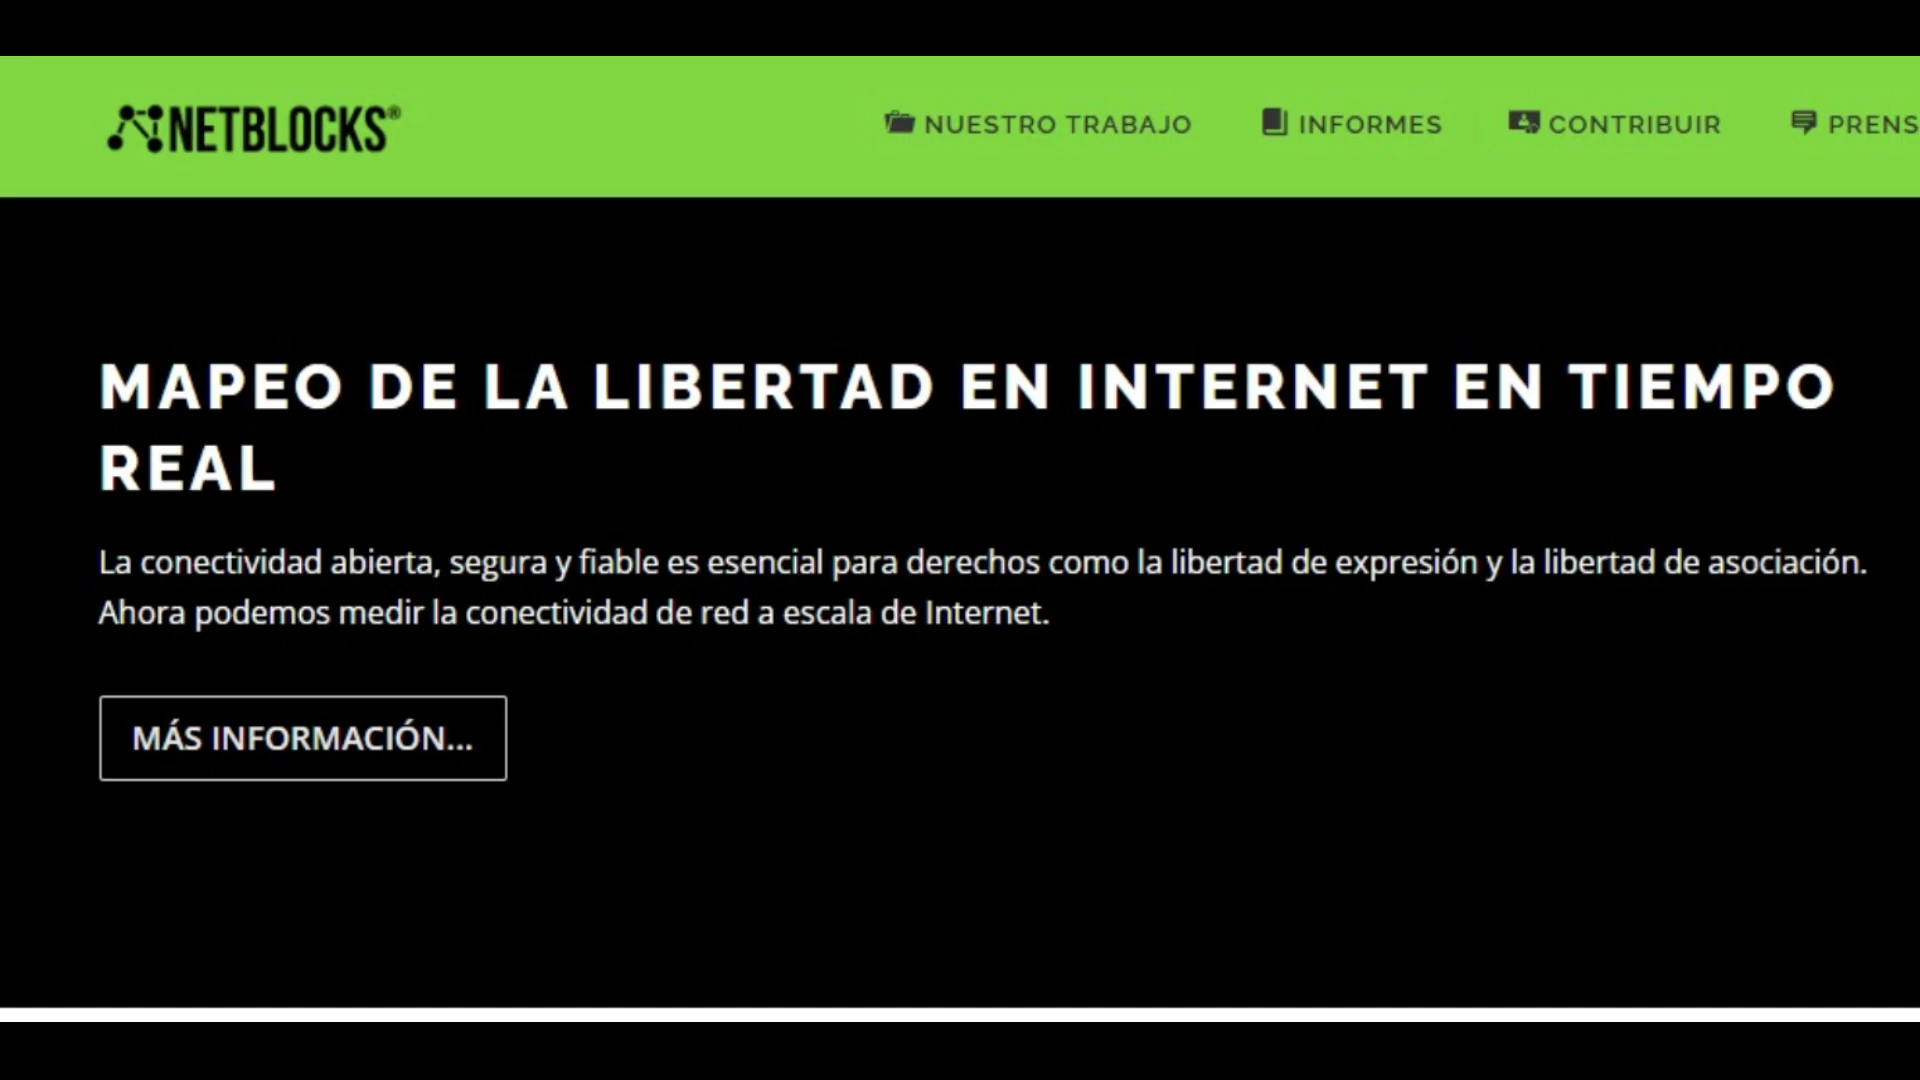 NETBLOCKS®
NUESTRO TRABAJO
INFORMES
CONTRIBUIR
PRENS
MAPEO DE LA LIBERTAD EN INTERNET EN TIEMPO
REAL
La conectividad abierta, segura y fiable es esencial para derechos como la libertad de expresión y la libertad de asociación.
Ahora podemos medir la conectividad de red a escala de Internet.
MÁS INFORMACIÓN...